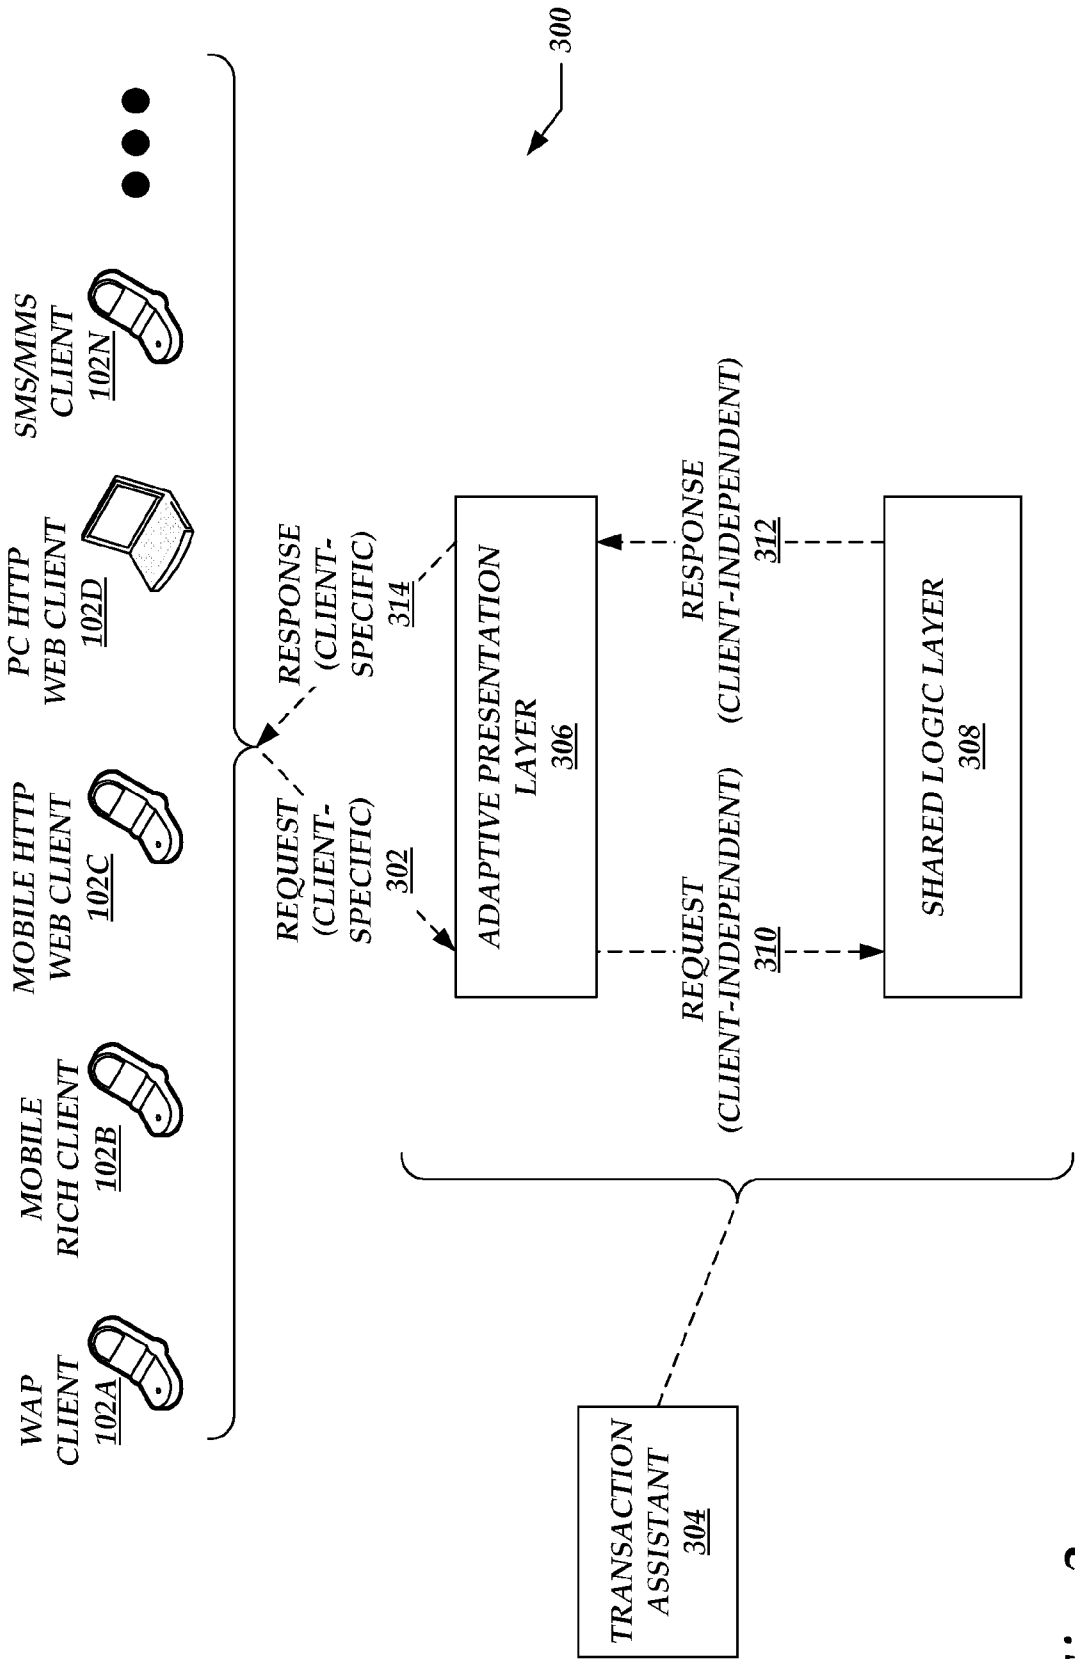 WAP
CLIENT
102A
MOBILE
RICH CLIENT
102B
MOBILE HTTP
WEB CLIENT
102C
PC HTTP
WEB CLIENT
102D
SMS/MMS
CLIENT
102N
REQUEST
(CLIENT-
SPECIFIC)
302
RESPONSE
(CLIENT-
SPECIFIC)
314
300
ADAPTIVE PRESENTATION
LAYER
306
TRANSACTION
ASSISTANT
304
REQUEST
(CLIENT-INDEPENDENT)
310
RESPONSE
(CLIENT-INDEPENDENT)
312
SHARED LOGIC LAYER
308